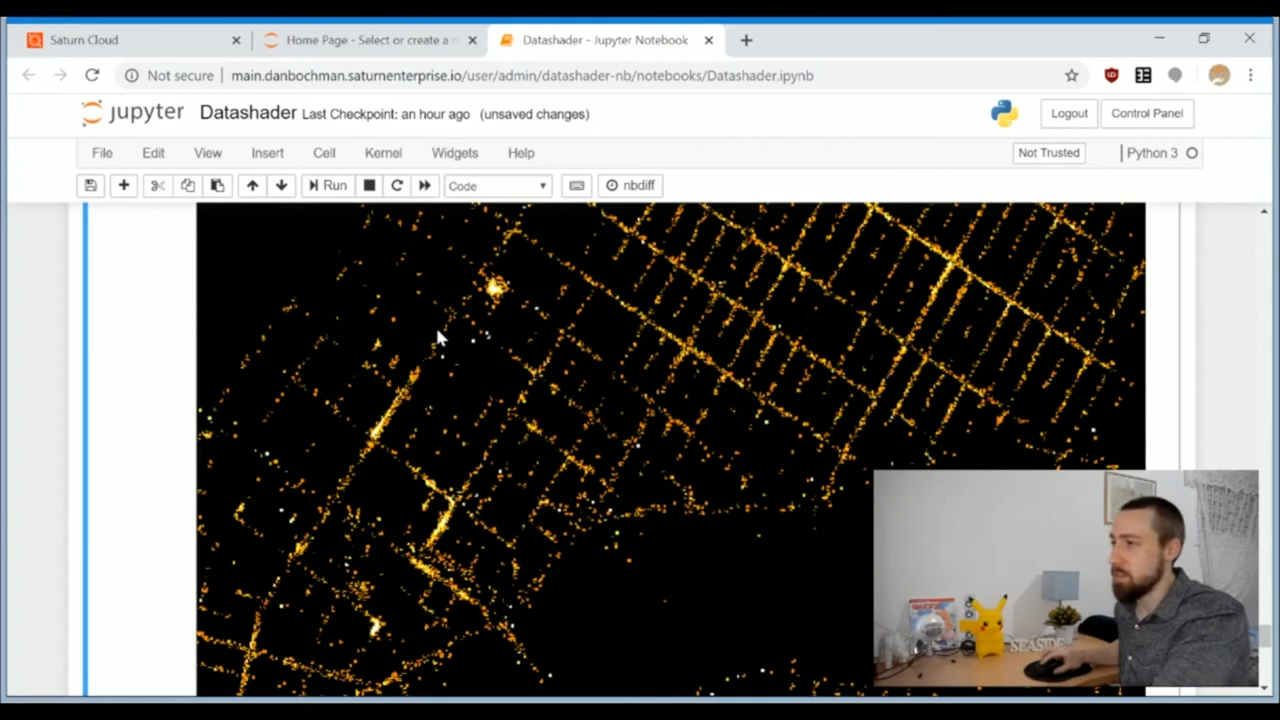 Saturn Cloud
Home Page - Select or create a n
Datashader - Jupyter Notebook
Not secure
main.danbochman.saturnenterprise.io/user/admin/datashader-nb/notebooks/Datashader.ipynb
jupyter Datashader Last Checkpoint: an hour ago (unsaved changes)
Logout
Control Panel
File Edit View Insert Cell Kernel Widgets Help
Not Trusted
Python 3
Run
Code
nbdiff
SEASIDE